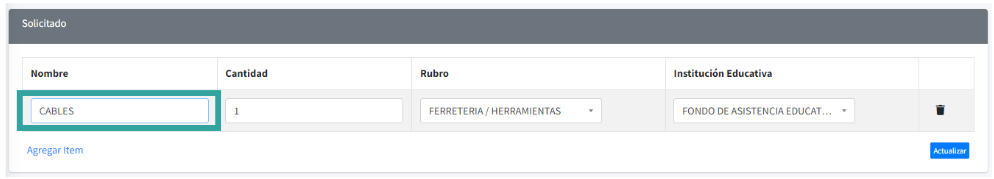 Solicitado
Nombre Cantidad Rubro Institución Educativa
CABLES 1 FERRETERIA / HERRAMIENTAS FONDO DE ASISTENCIA EDUCAT...
Agregar Item Actualizar